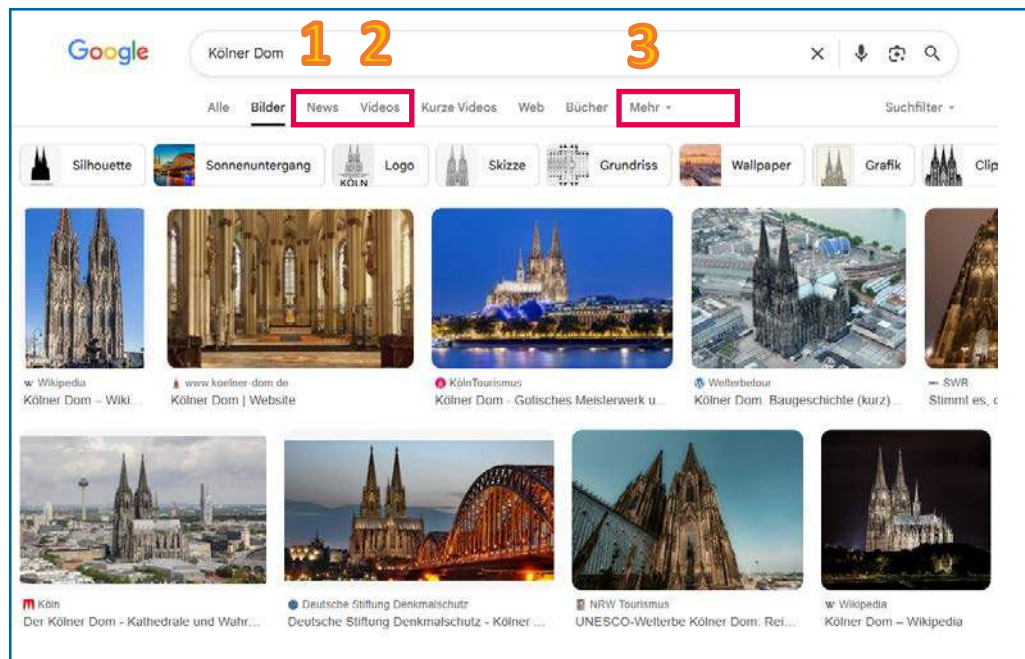 1 2 3
Google
Kölner Dom
Alle Bilder News Videos Kurze Videos Web Bücher Mehr Suchfilter
Silhouette Sonnenuntergang KÖLN Logo Skizze Grundriss Wallpaper Grafik Clip
w Wikipedia www.koelner-dom.de KölnTourismus Welterbetour SWR
Kölner Dom – Wiki... Kölner Dom | Website Kölner Dom - Gotisches Meisterwerk u... Kölner Dom. Baugeschichte (kurz)... Stimmt es, d
Köln Deutsche Stiftung Denkmalschutz NRW Tourismus w Wikipedia
Der Kölner Dom - Kathedrale und Wahr... Deutsche Stiftung Denkmalschutz - Kölner ... UNESCO-Welterbe Kölner Dom. Rei... Kölner Dom – Wikipedia